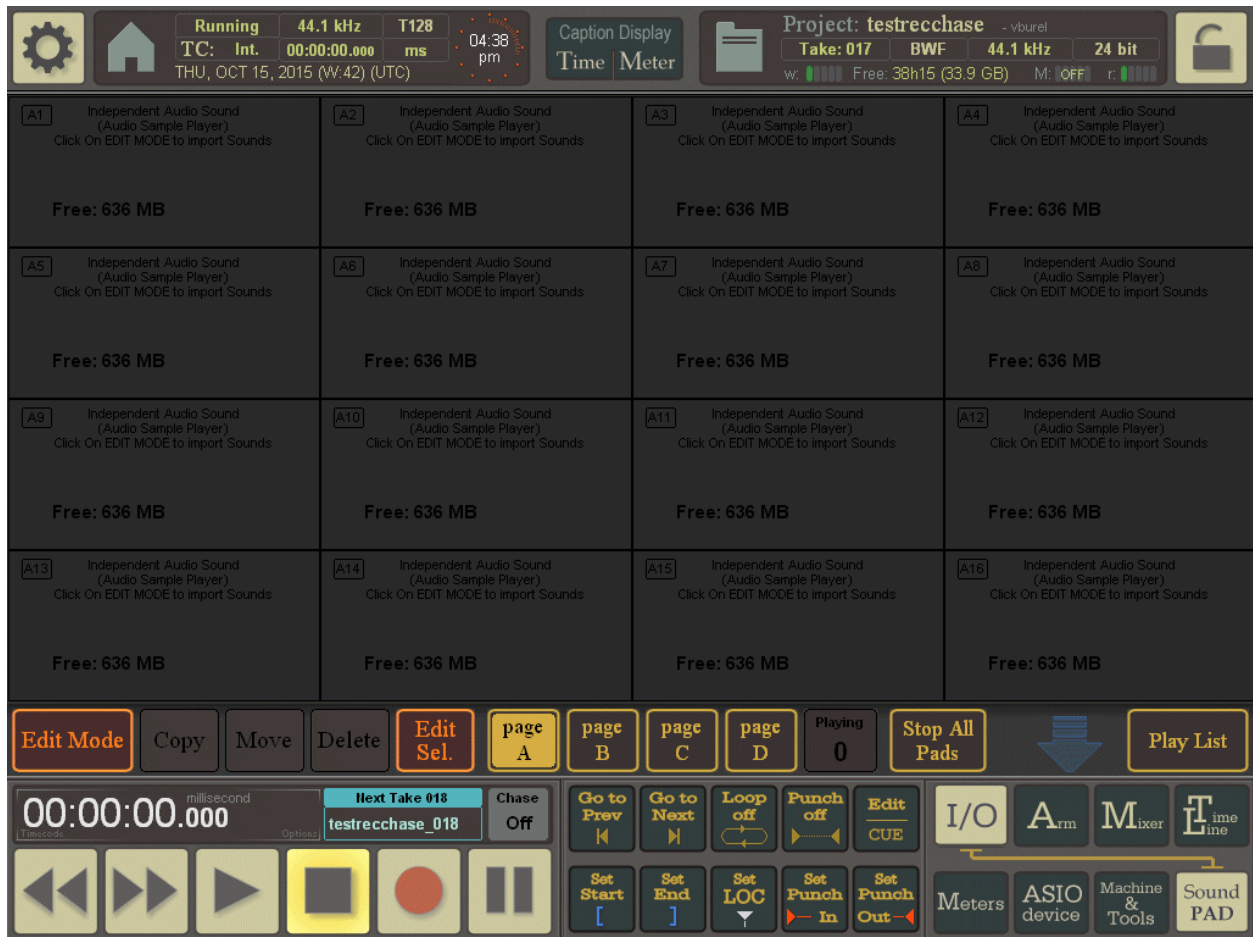 Running 44.1 kHz T128
TC: Int. 00:00:00.000 ms
THU, OCT 15, 2015 (W:42) (UTC)
04:38
pm
Caption Display
Time Meter
Project: testrecchase - vburel
Take: 017 BWF 44.1 kHz 24 bit
w: Free: 38h15 (33.9 GB) M: OFF r:
A1 Independent Audio Sound
(Audio Sample Player)
Click On EDIT MODE to import Sounds
Free: 636 MB
A2 Independent Audio Sound
(Audio Sample Player)
Click On EDIT MODE to import Sounds
Free: 636 MB
A3 Independent Audio Sound
(Audio Sample Player)
Click On EDIT MODE to import Sounds
Free: 636 MB
A4 Independent Audio Sound
(Audio Sample Player)
Click On EDIT MODE to import Sounds
Free: 636 MB
A5 Independent Audio Sound
(Audio Sample Player)
Click On EDIT MODE to import Sounds
Free: 636 MB
A6 Independent Audio Sound
(Audio Sample Player)
Click On EDIT MODE to import Sounds
Free: 636 MB
A7 Independent Audio Sound
(Audio Sample Player)
Click On EDIT MODE to import Sounds
Free: 636 MB
A8 Independent Audio Sound
(Audio Sample Player)
Click On EDIT MODE to import Sounds
Free: 636 MB
A9 Independent Audio Sound
(Audio Sample Player)
Click On EDIT MODE to import Sounds
Free: 636 MB
A10 Independent Audio Sound
(Audio Sample Player)
Click On EDIT MODE to import Sounds
Free: 636 MB
A11 Independent Audio Sound
(Audio Sample Player)
Click On EDIT MODE to import Sounds
Free: 636 MB
A12 Independent Audio Sound
(Audio Sample Player)
Click On EDIT MODE to import Sounds
Free: 636 MB
A13 Independent Audio Sound
(Audio Sample Player)
Click On EDIT MODE to import Sounds
Free: 636 MB
A14 Independent Audio Sound
(Audio Sample Player)
Click On EDIT MODE to import Sounds
Free: 636 MB
A15 Independent Audio Sound
(Audio Sample Player)
Click On EDIT MODE to import Sounds
Free: 636 MB
A16 Independent Audio Sound
(Audio Sample Player)
Click On EDIT MODE to import Sounds
Free: 636 MB
Edit Mode
Copy
Move
Delete
Edit
Sel.
page
A
page
B
page
C
page
D
Playing
0
Stop All
Pads
Play List
00:00:00.000
millisecond
Timecode
Options
Next Take 018
testrecchase_018
Chase
Off
Go to
Prev
Go to
Next
Loop
off
Punch
off
Edit
CUE
Set
Start
[
Set
End
]
Set
LOC
Set
Punch
In
Set
Punch
Out
I/O
Arm
Mixer
Time
Line
Meters
ASIO
device
Machine
&
Tools
Sound
PAD